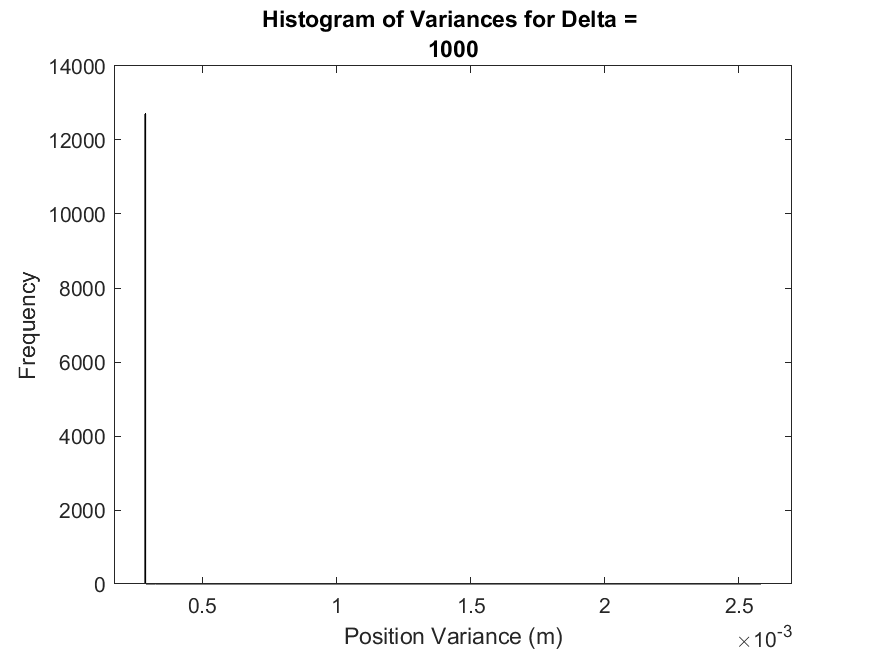 Histogram of Variances for Delta =
1000
14000
12000
10000
8000
6000
4000
2000
0
Frequency
0.5 1 1.5 2 2.5
×10-3
Position Variance (m)